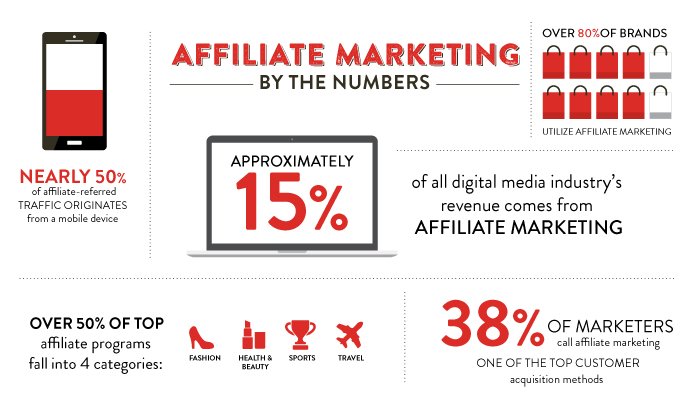 AFFILIATE MARKETING
BY THE NUMBERS
OVER 80% OF BRANDS
UTILIZE AFFILIATE MARKETING
NEARLY 50%
of affiliate-referred
TRAFFIC ORIGINATES
from a mobile device
APPROXIMATELY
15%
of all digital media industry's
revenue comes from
AFFILIATE MARKETING
OVER 50% OF TOP
affiliate programs
fall into 4 categories:
FASHION
HEALTH &
BEAUTY
SPORTS
TRAVEL
38% OF MARKETERS
call affiliate marketing
ONE OF THE TOP CUSTOMER
acquisition methods